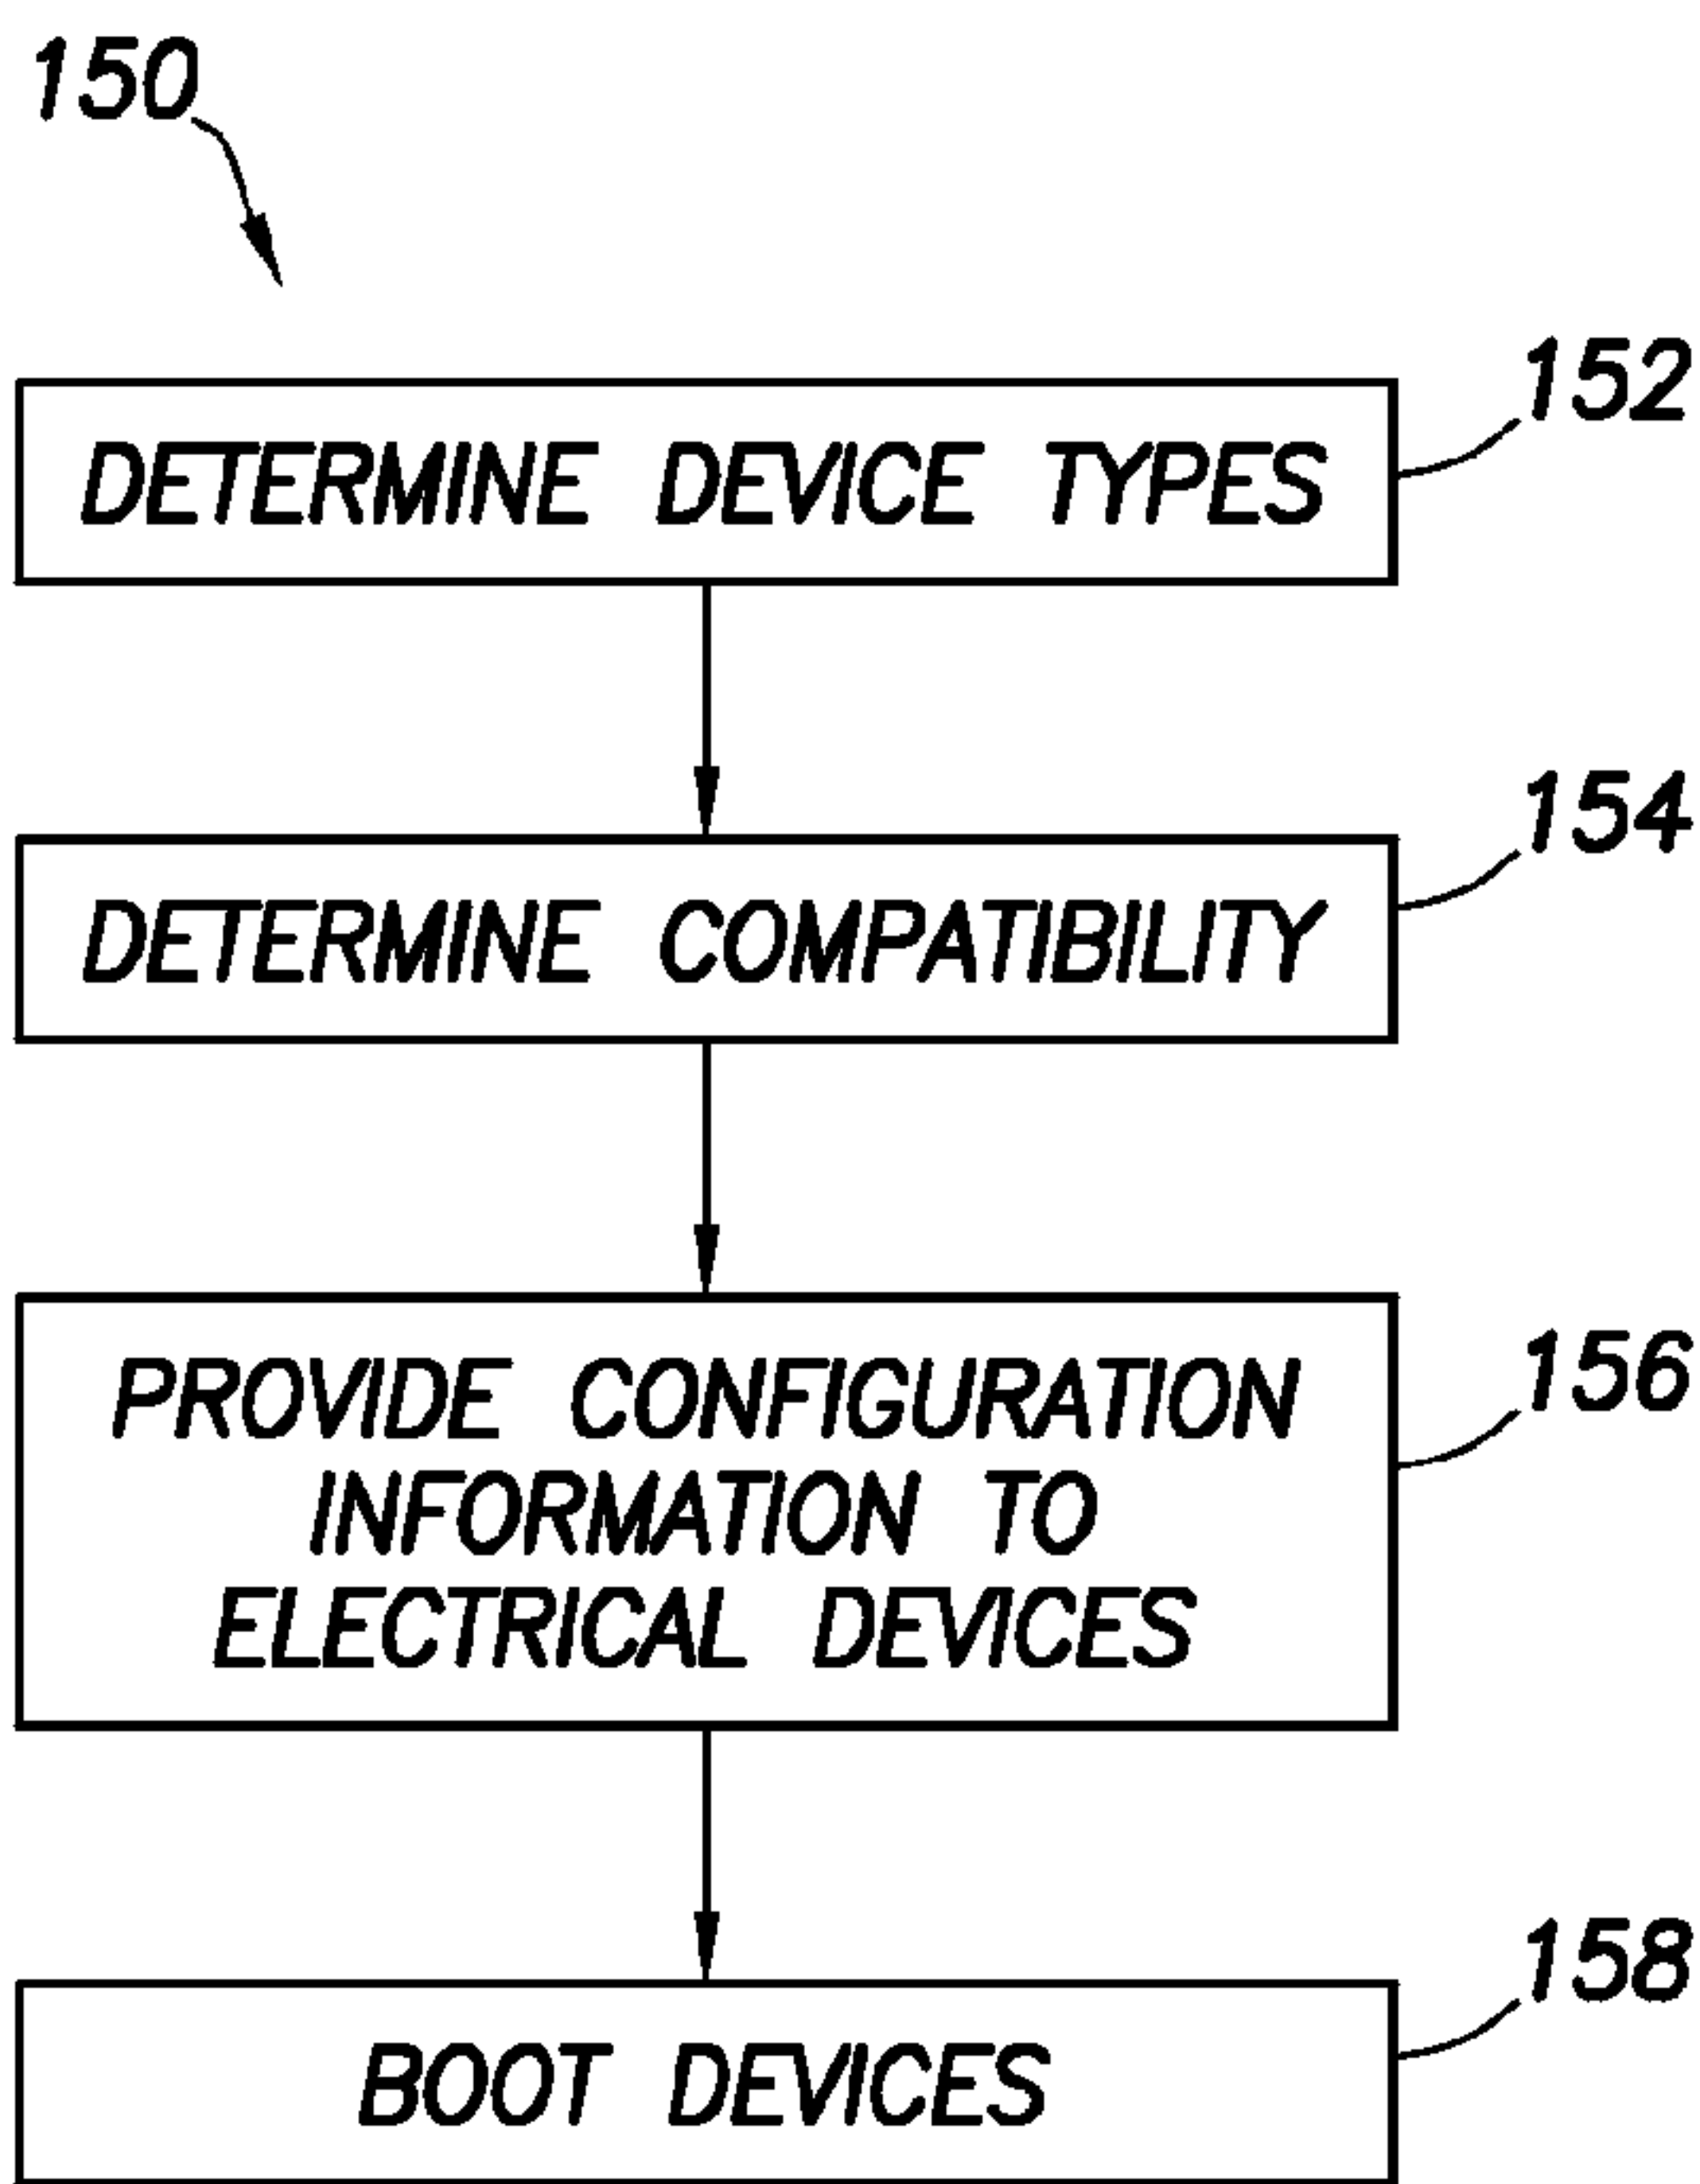 150
152
DETERMINE DEVICE TYPES
154
DETERMINE COMPATIBILITY
156
PROVIDE CONFIGURATION
INFORMATION TO
ELECTRICAL DEVICES
158
BOOT DEVICES